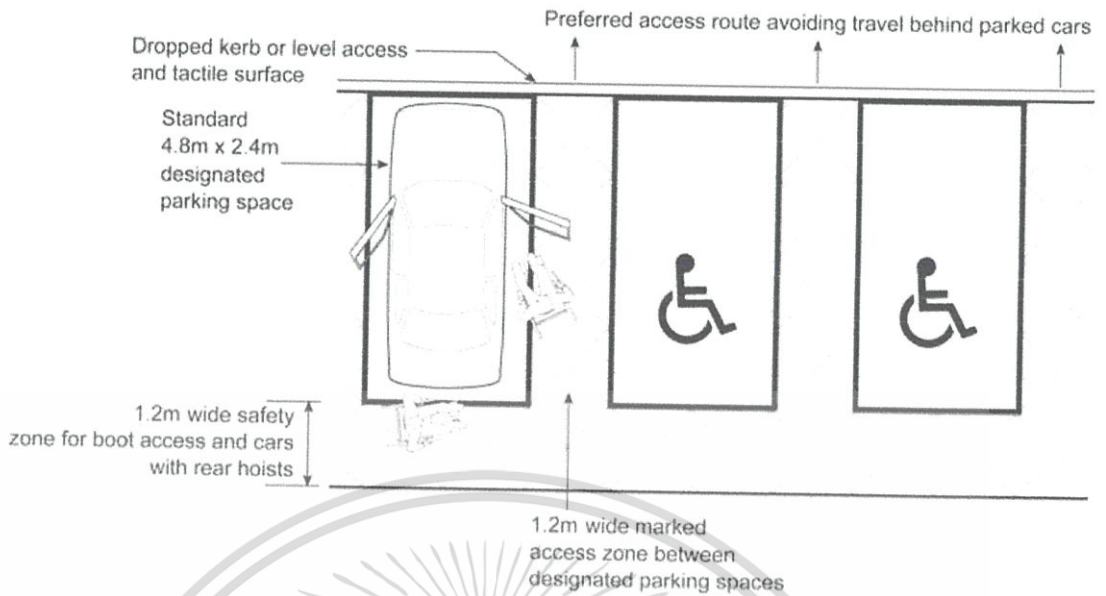 Preferred access route avoiding travel behind parked cars
Dropped kerb or level access
and tactile surface
Standard
4.8m x 2.4m
designated
parking space
1.2m wide safety
zone for boot access and cars
with rear hoists
1.2m wide marked
access zone between
designated parking spaces